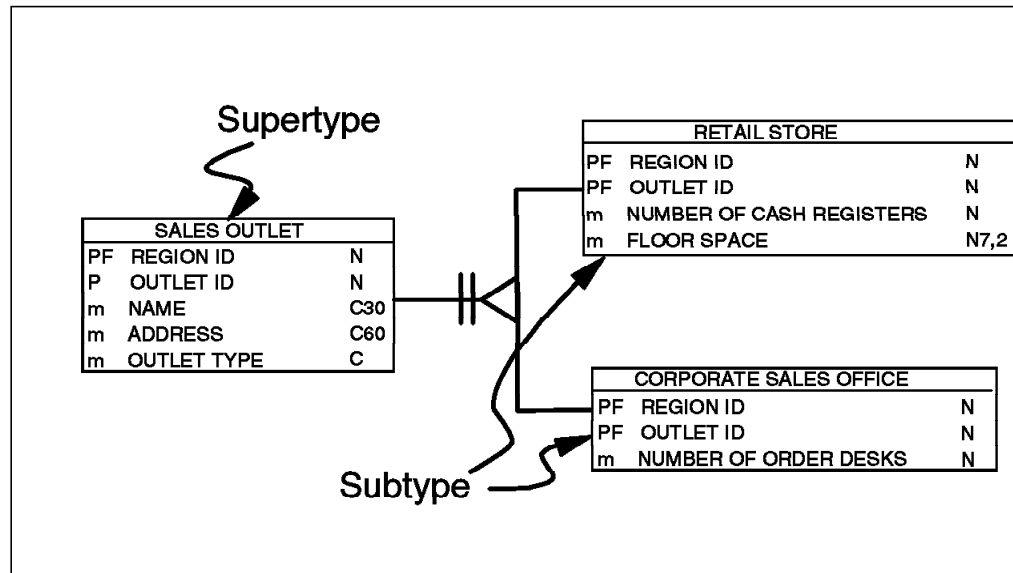 Supertype
SALES OUTLET
PF REGION ID N
P OUTLET ID N
m NAME C30
m ADDRESS C60
m OUTLET TYPE C
RETAIL STORE
PF REGION ID N
PF OUTLET ID N
m NUMBER OF CASH REGISTERS N
m FLOOR SPACE N7,2
CORPORATE SALES OFFICE
PF REGION ID N
PF OUTLET ID N
m NUMBER OF ORDER DESKS N
Subtype